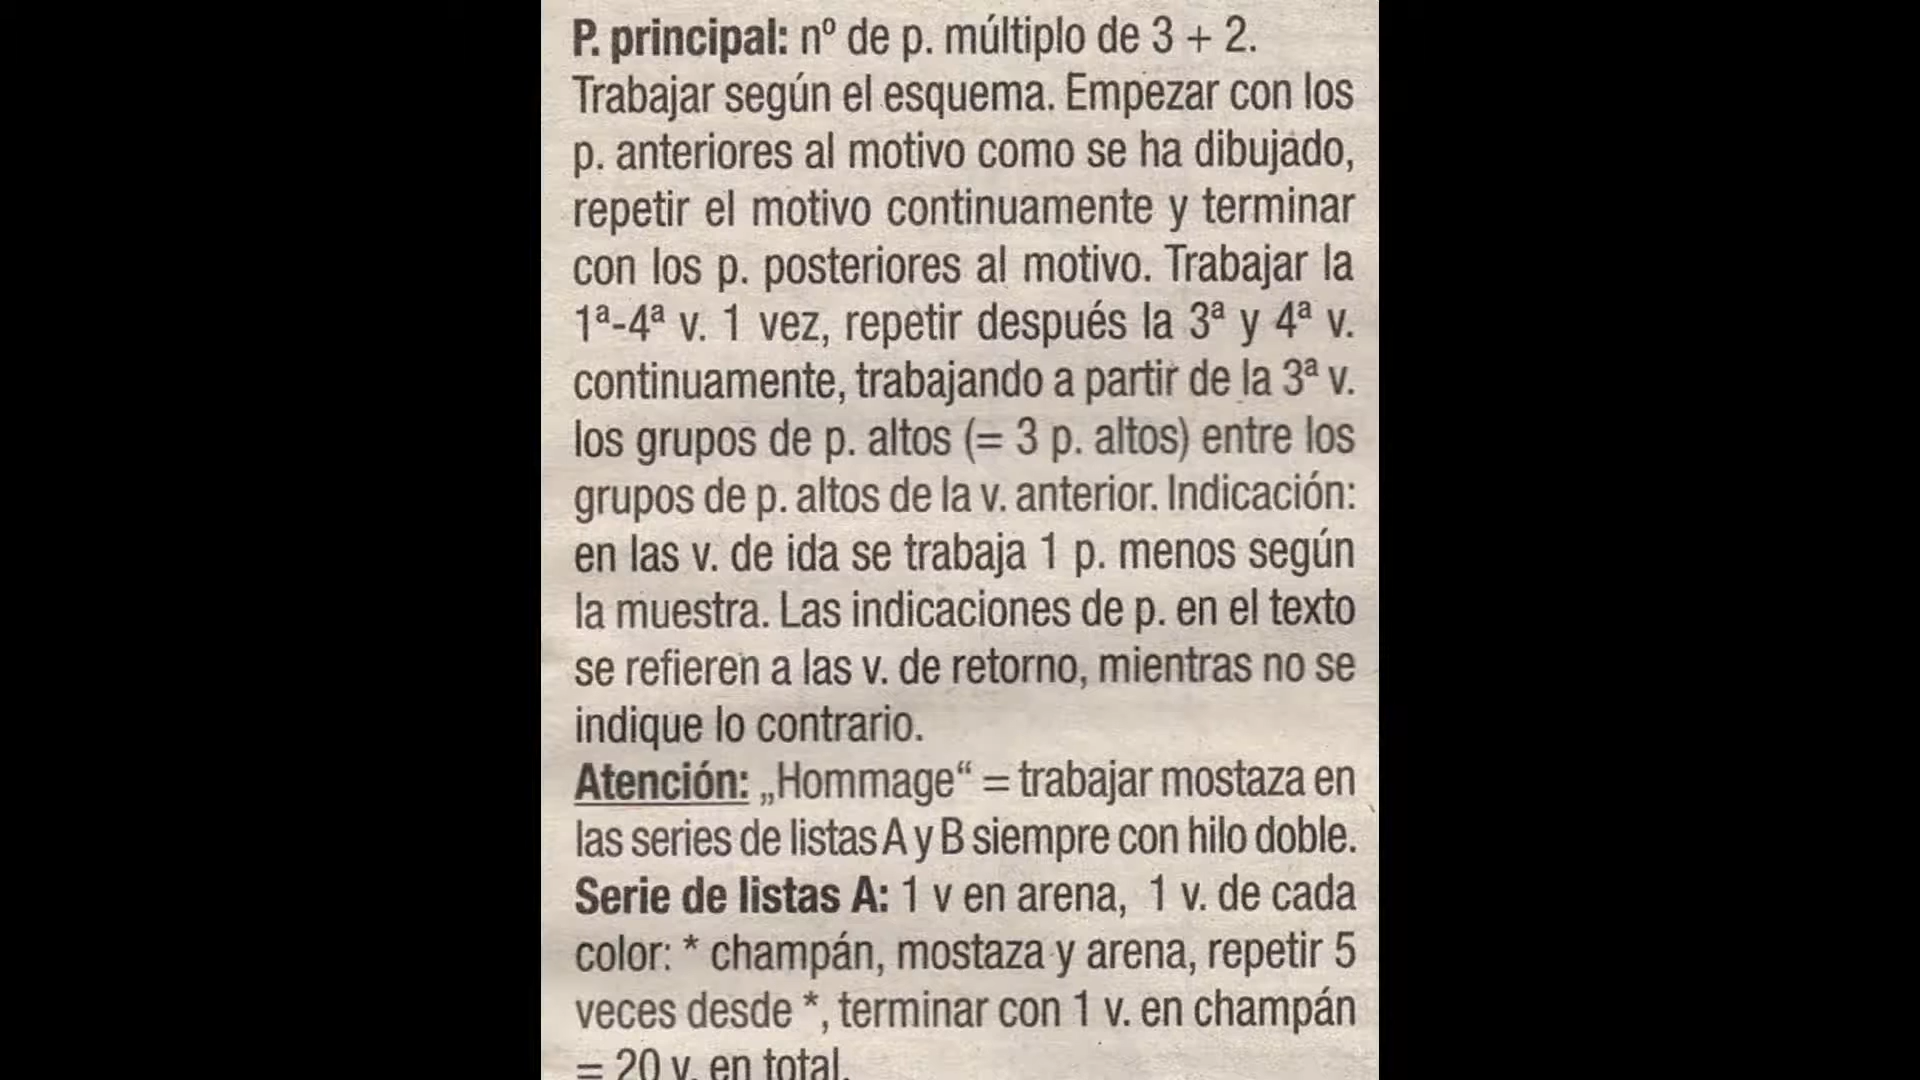 P. principal: nº de p. múltiplo de 3 + 2.
Trabajar según el esquema. Empezar con los
p. anteriores al motivo como se ha dibujado,
repetir el motivo continuamente y terminar
con los p. posteriores al motivo. Trabajar la
1ª-4ª v. 1 vez, repetir después la 3ª y 4ª v.
continuamente, trabajando a partir de la 3ª v.
los grupos de p. altos (= 3 p. altos) entre los
grupos de p. altos de la v. anterior. Indicación:
en las v. de ida se trabaja 1 p. menos según
la muestra. Las indicaciones de p. en el texto
se refieren a las v. de retorno, mientras no se
indique lo contrario.
Atención: „Hommage“ = trabajar mostaza en
las series de listas A y B siempre con hilo doble.
Serie de listas A: 1 v en arena, 1 v. de cada
color: * champán, mostaza y arena, repetir 5
veces desde *, terminar con 1 v. en champán
= 20 v. en total.